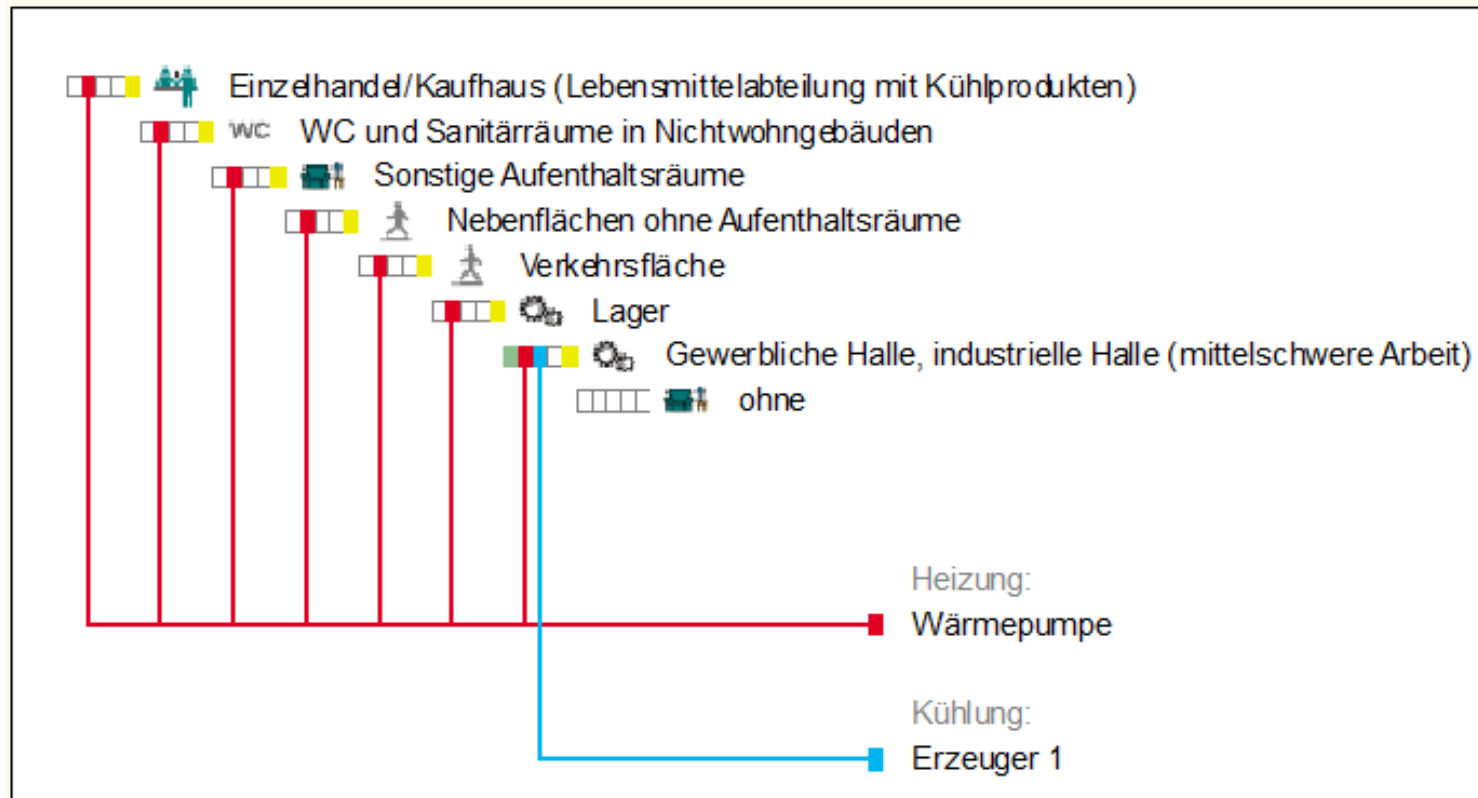 Einzelhandel/Kaufhaus (Lebensmittelabteilung mit Kühlprodukten)
WC WC und Sanitärräume in Nichtwohngebäuden
Sonstige Aufenthaltsräume
Nebenflächen ohne Aufenthaltsräume
Verkehrsfläche
Lager
Gewerbliche Halle, industrielle Halle (mittelschwere Arbeit)
ohne
Heizung:
Wärmepumpe
Kühlung:
Erzeuger 1